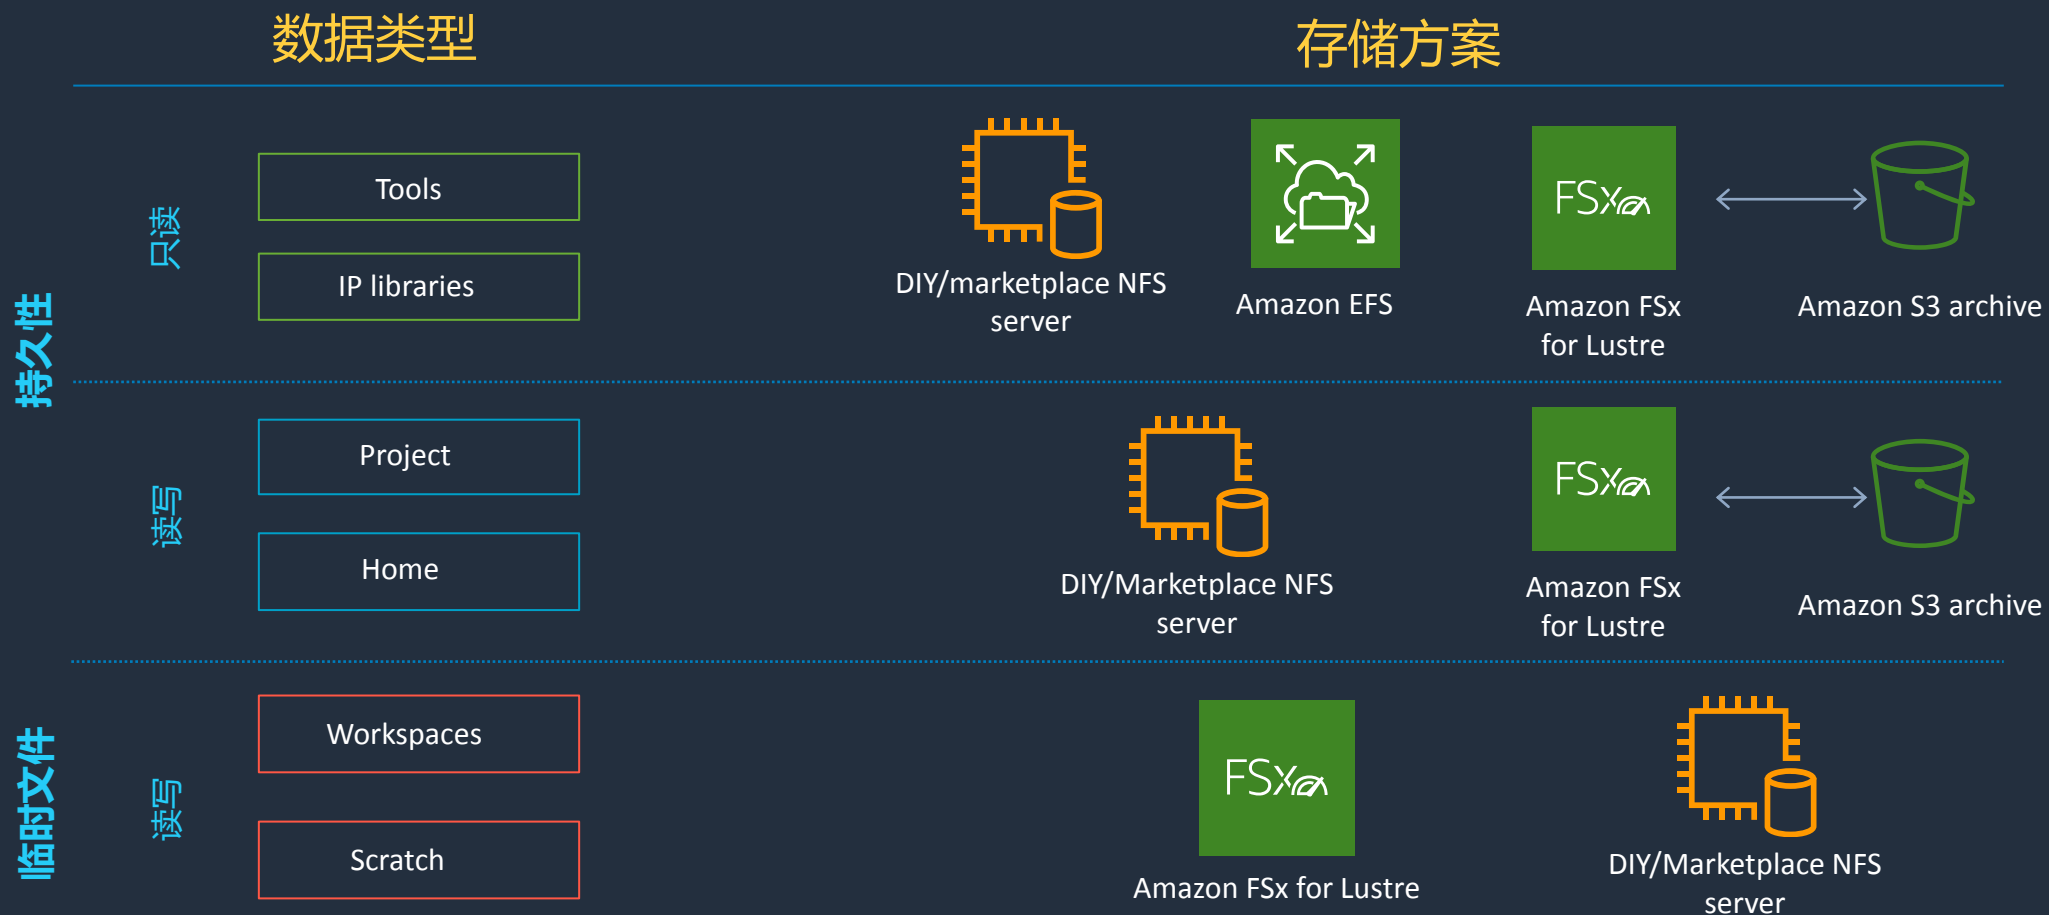 数据类型
存储方案
持久性
只读
Tools
IP libraries
DIY/marketplace NFS
server
Amazon EFS
FSx
Amazon FSx
for Lustre
Amazon S3 archive
读写
Project
Home
DIY/Marketplace NFS
server
FSx
Amazon FSx
for Lustre
Amazon S3 archive
临时文件
读写
Workspaces
Scratch
FSx
Amazon FSx for Lustre
DIY/Marketplace NFS
server